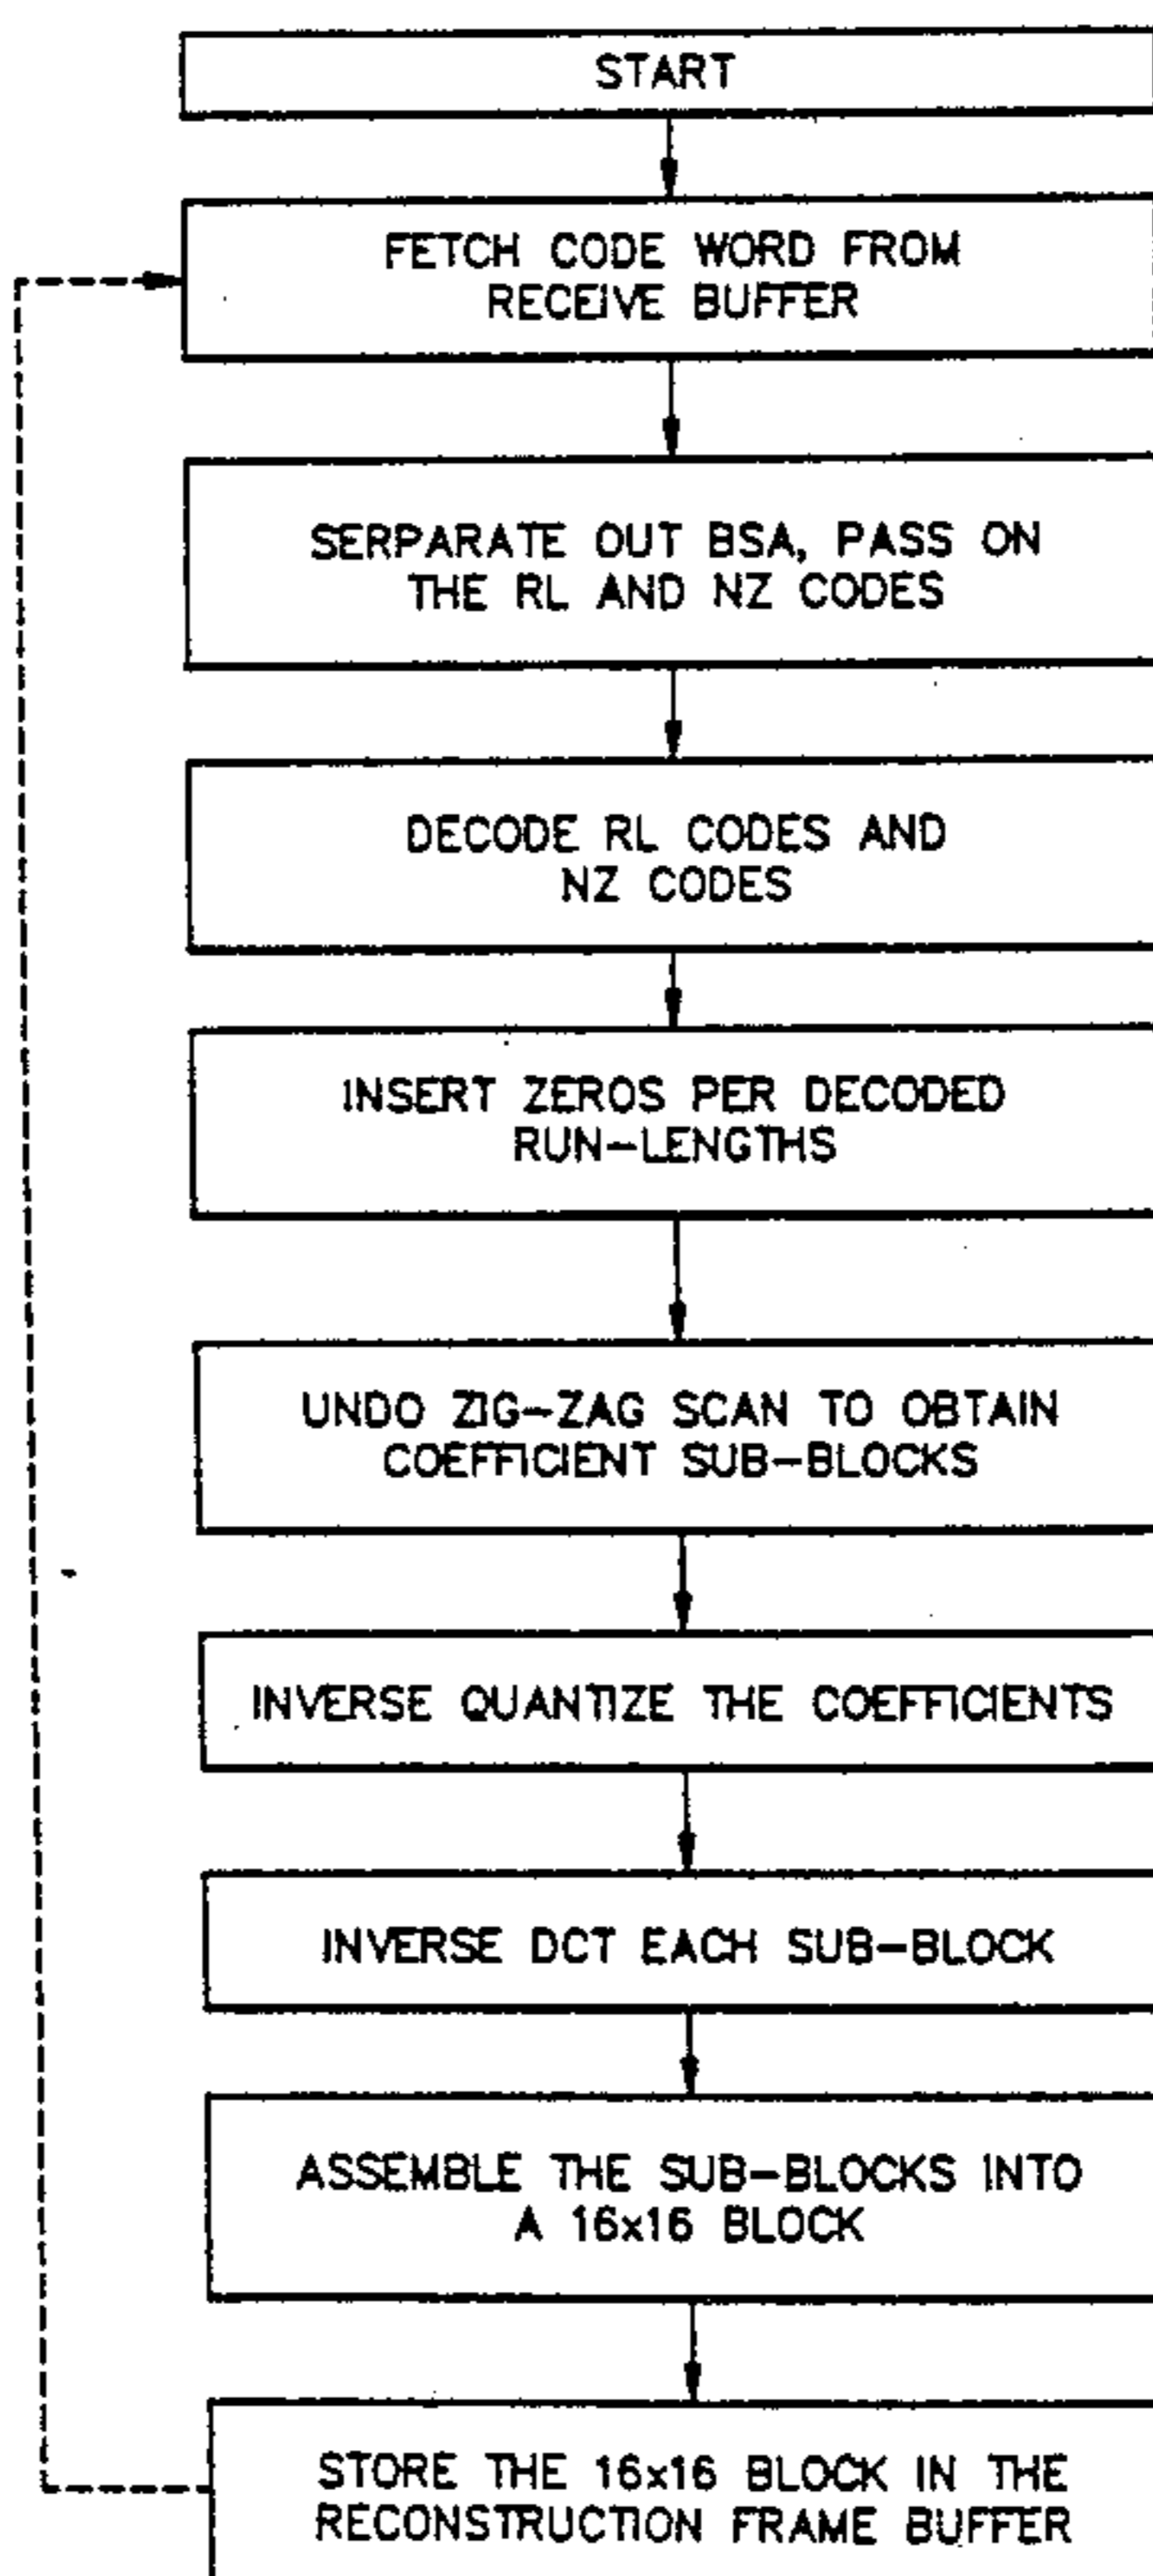 START
FETCH CODE WORD FROM
RECEIVE BUFFER
SERPARATE OUT BSA, PASS ON
THE RL AND NZ CODES
DECODE RL CODES AND
NZ CODES
INSERT ZEROS PER DECODED
RUN-LENGTHS
UNDO ZIG-ZAG SCAN TO OBTAIN
COEFFICIENT SUB-BLOCKS
INVERSE QUANTIZE THE COEFFICIENTS
INVERSE DCT EACH SUB-BLOCK
ASSEMBLE THE SUB-BLOCKS INTO
A 16x16 BLOCK
STORE THE 16x16 BLOCK IN THE
RECONSTRUCTION FRAME BUFFER